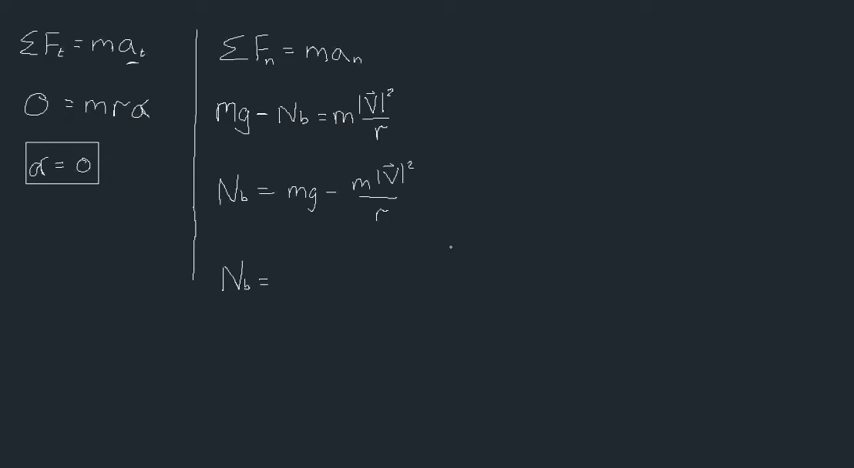 ΣF_t = ma_t
0 = mrα
α = 0
ΣF_n = ma_n
mg - N_b = m |V⃗|²/r
N_b = mg - m|V⃗|²/r
N_b =